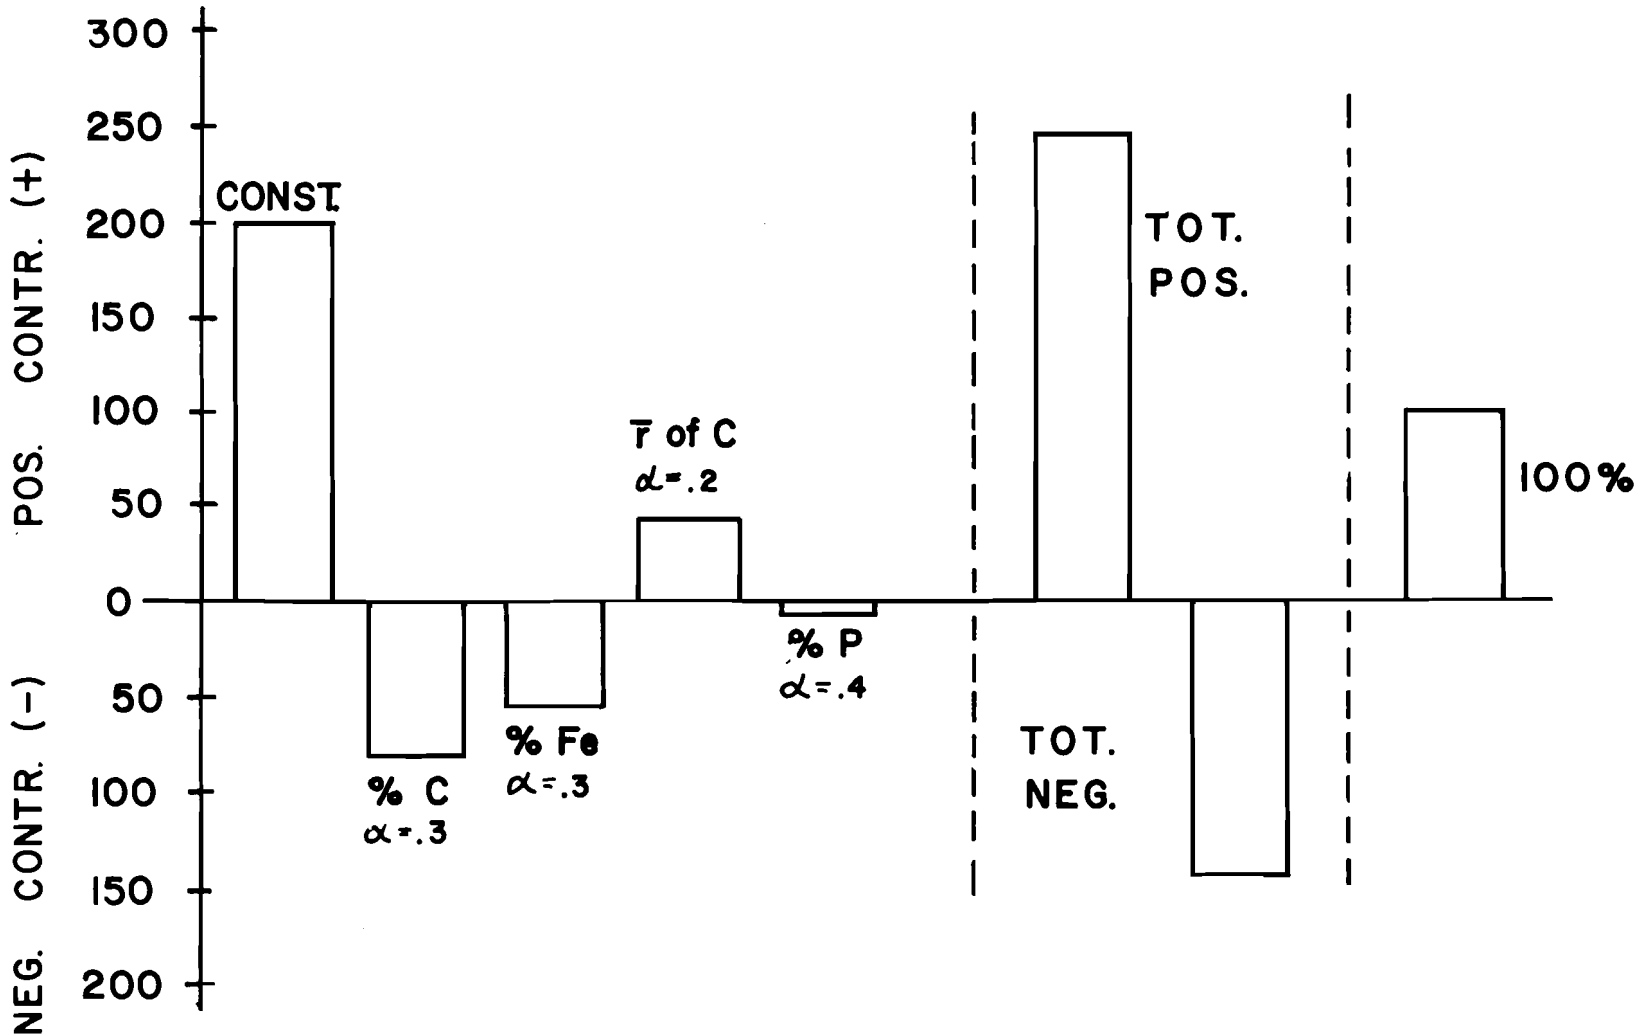 300
250
200
150
100
50
0
50
100
150
200
POS. CONTR. (+)
NEG. CONTR. (-)
CONST.
% C
α=.3
% Fe
α=.3
r̅ of C
α=.2
% P
α=.4
TOT.
POS.
TOT.
NEG.
100%